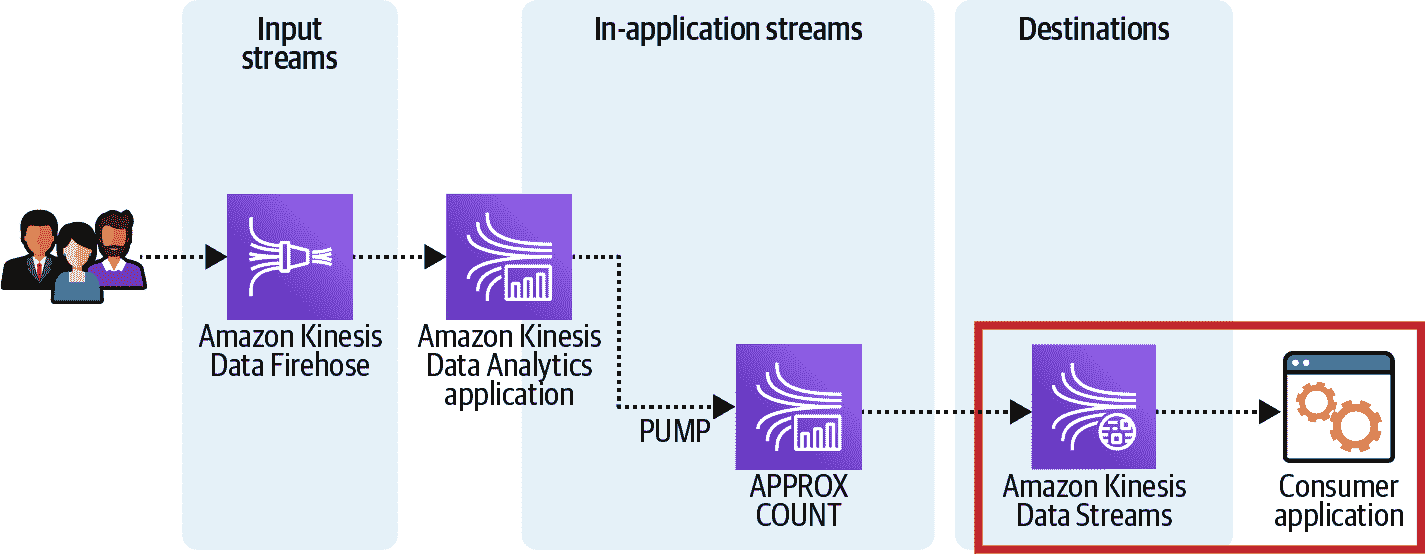 Input
streams
In-application streams
Destinations
Amazon Kinesis
Data Firehose
Amazon Kinesis
Data Analytics
application
PUMP
APPROX
COUNT
Amazon Kinesis
Data Streams
Consumer
application